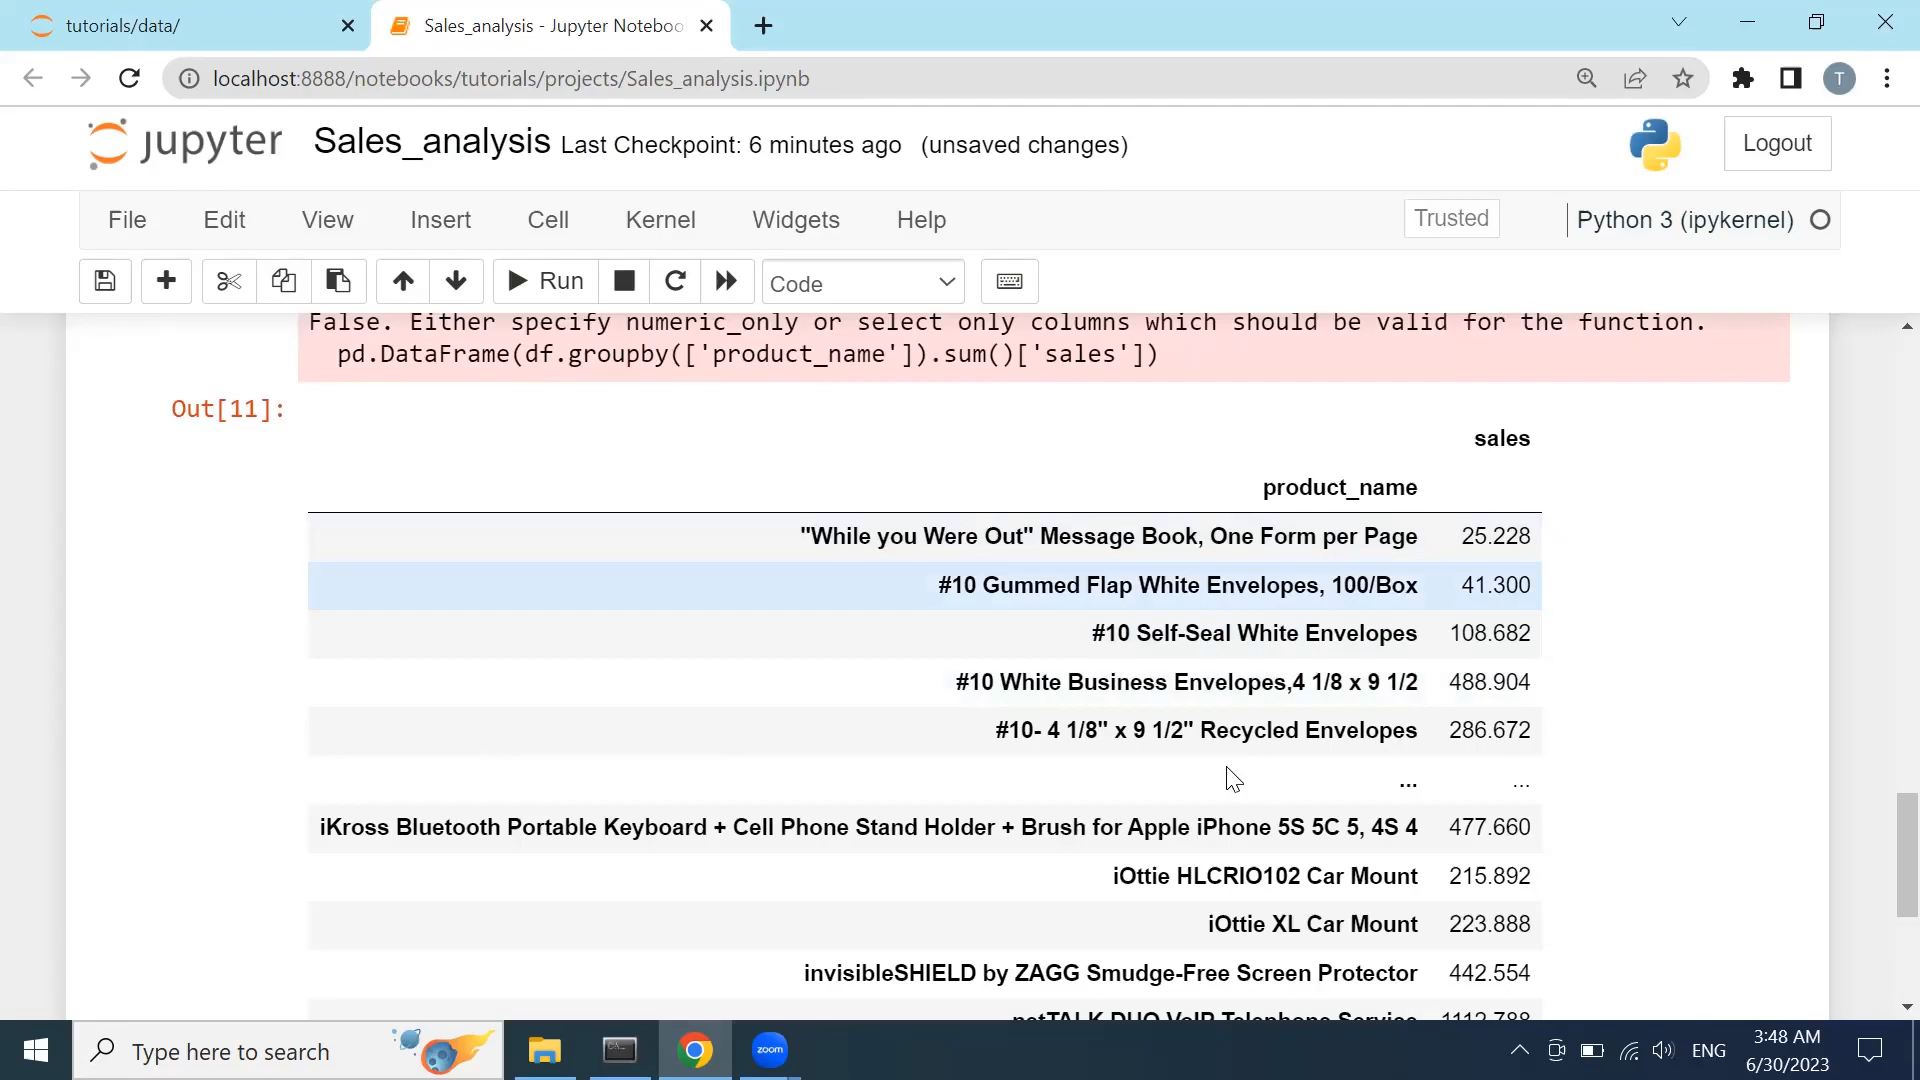 tutorials/data/
Sales_analysis - Jupyter Noteboo
localhost:8888/notebooks/tutorials/projects/Sales_analysis.ipynb
T
jupyter
Sales_analysis Last Checkpoint: 6 minutes ago (unsaved changes)
Logout
File Edit View Insert Cell Kernel Widgets Help
Trusted
Python 3 (ipykernel)
Run
Code
False. Either specify numeric_only or select only columns which should be valid for the function.
pd.DataFrame(df.groupby(['product_name']).sum()['sales'])
Out[11]:
sales
product_name
"While you Were Out" Message Book, One Form per Page 25.228
#10 Gummed Flap White Envelopes, 100/Box 41.300
#10 Self-Seal White Envelopes 108.682
#10 White Business Envelopes,4 1/8 x 9 1/2 488.904
#10- 4 1/8" x 9 1/2" Recycled Envelopes 286.672
... ...
iKross Bluetooth Portable Keyboard + Cell Phone Stand Holder + Brush for Apple iPhone 5S 5C 5, 4S 4 477.660
iOttie HLCRIO102 Car Mount 215.892
iOttie XL Car Mount 223.888
invisibleSHIELD by ZAGG Smudge-Free Screen Protector 442.554
netTALK DUO VoIP Telephone Service 1112.788
Type here to search
zoom
ENG
3:48 AM
6/30/2023